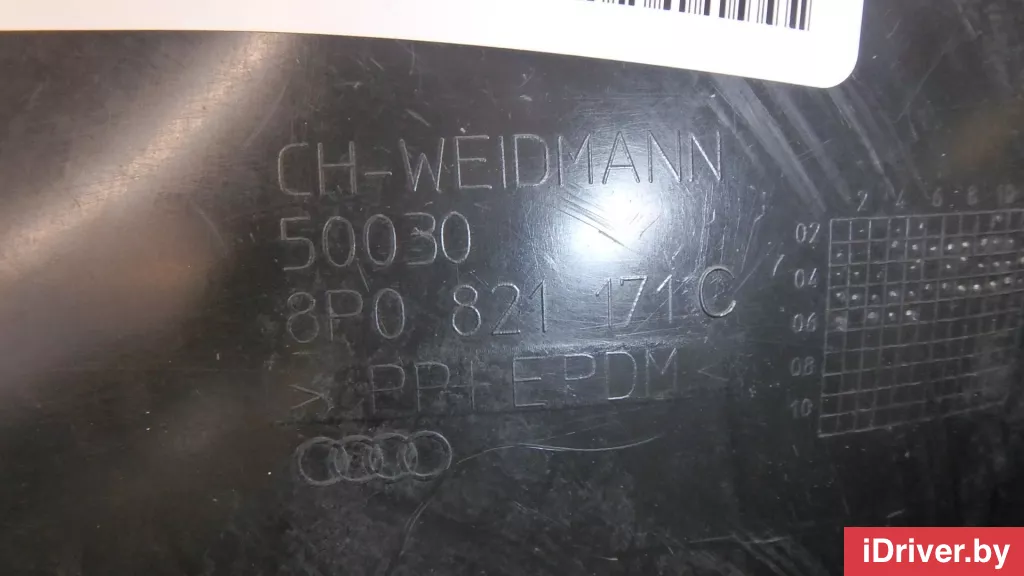 CH-WEIDMANN
50030
8P0 821 171 C
> PP+EPDM <
2 4 6 8 10
02
04
06
08
10
iDriver.by